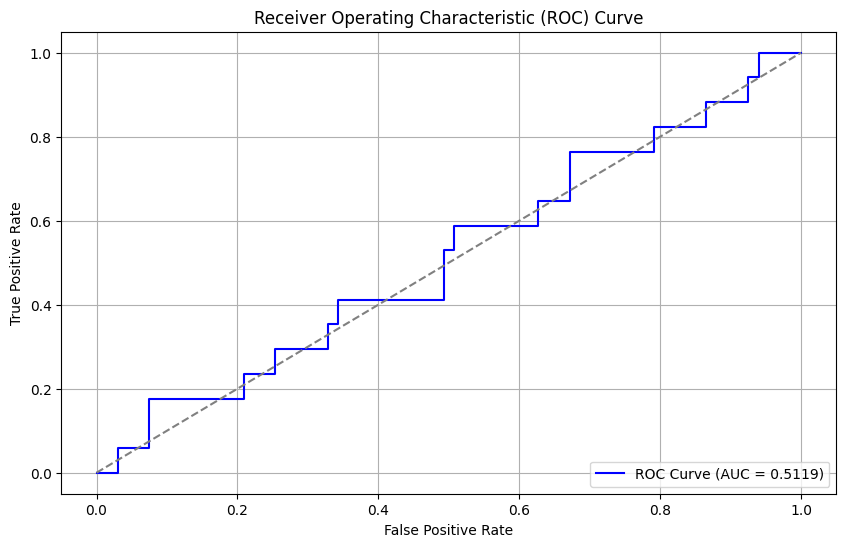 Receiver Operating Characteristic (ROC) Curve
1.0
0.8
0.6
0.4
0.2
0.0
True Positive Rate
ROC Curve (AUC = 0.5119)
0.0 0.2 0.4 0.6 0.8 1.0
False Positive Rate